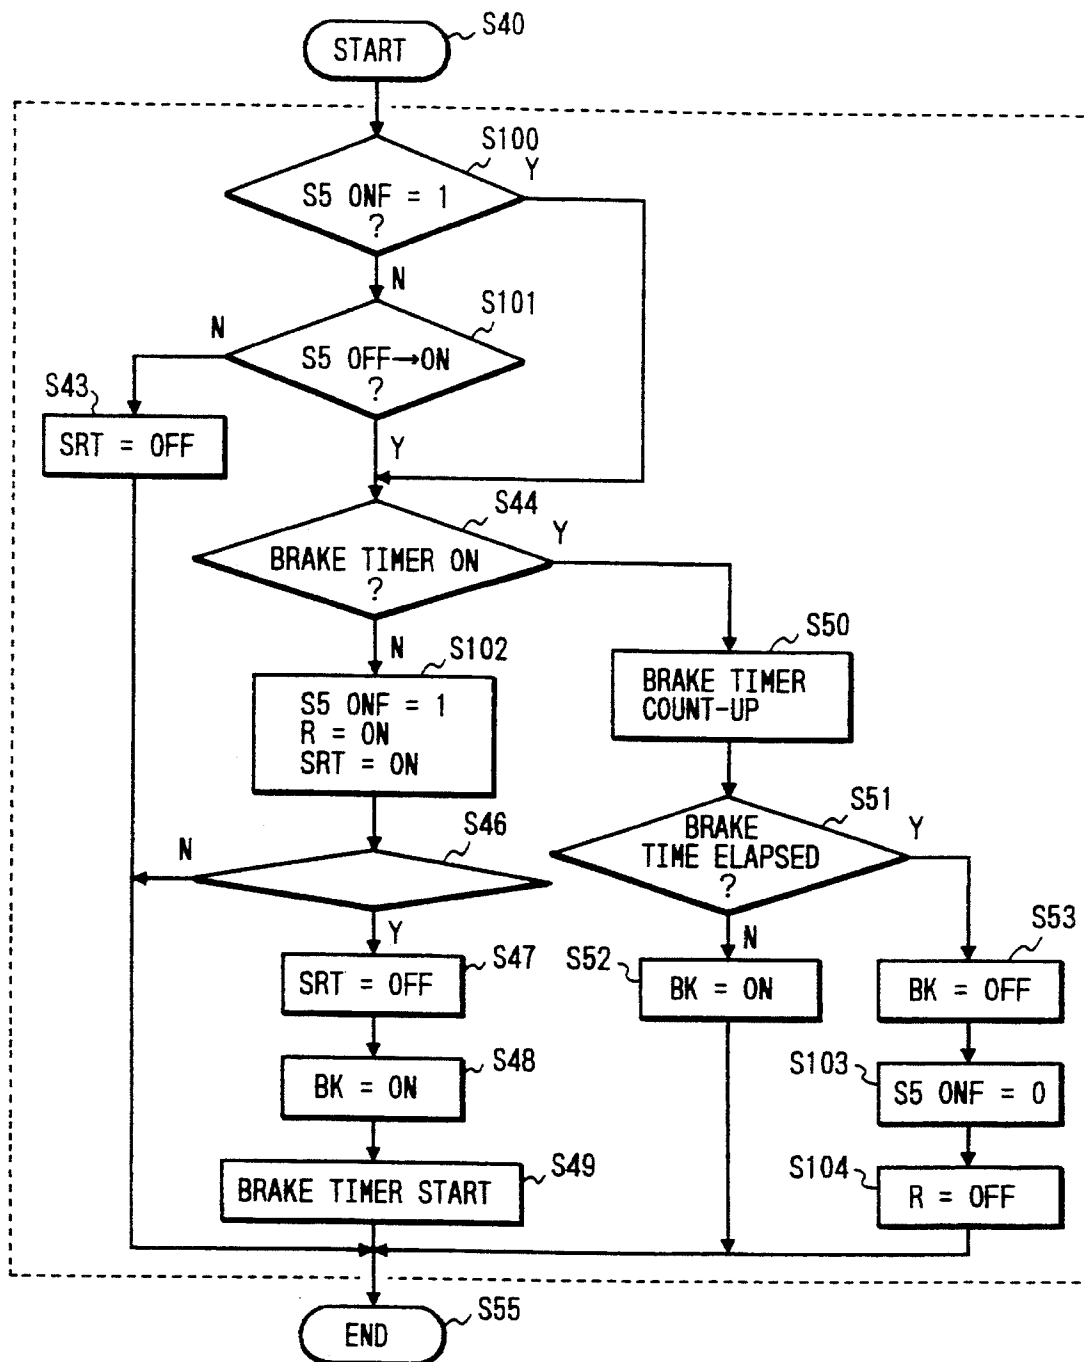 S40
START
S100
Y
S5 ONF = 1
?
N
S101
N
S5 OFF→ON
?
S43
SRT = OFF
Y
S44
Y
BRAKE TIMER ON
?
N
S102
S5 ONF = 1
R = ON
SRT = ON
S50
BRAKE TIMER
COUNT-UP
S46
N
Y
S51
Y
BRAKE
TIME ELAPSED
?
N
S47
SRT = OFF
S52
BK = ON
S53
BK = OFF
S48
BK = ON
S103
S5 ONF = 0
S49
BRAKE TIMER START
S104
R = OFF
S55
END